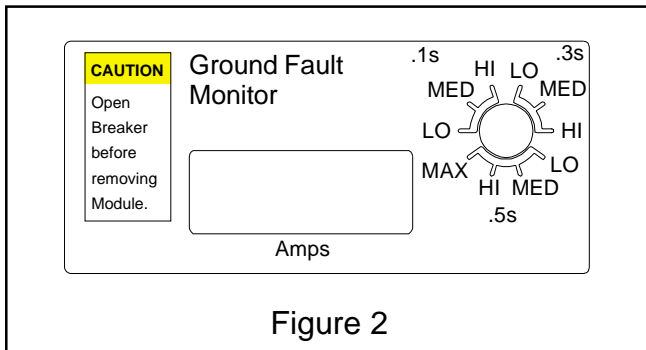 CAUTION
Open
Breaker
before
removing
Module.
Ground Fault
Monitor
Amps
.1s
LO
MED
HI
.3s
LO
MED
HI
.5s
LO
MED
HI
MAX
Figure 2